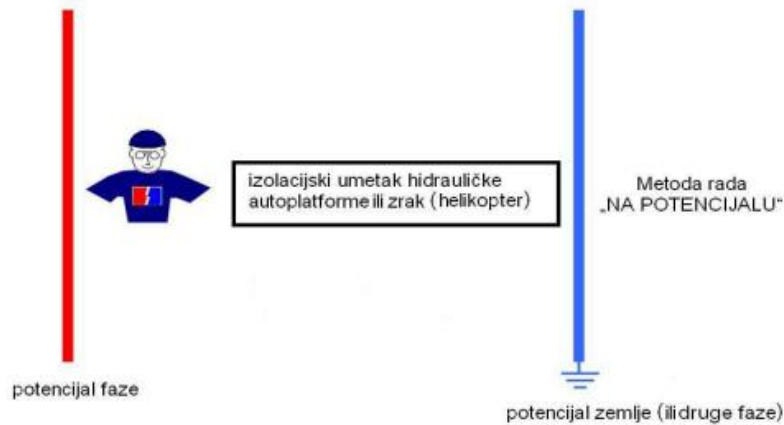 izolacijski umetak hidrauličke
autoplatforme ili zrak (helikopter)
Metoda rada
„NA POTENCIJALU“
potencijal faze
potencijal zemlje (ili druge faze)